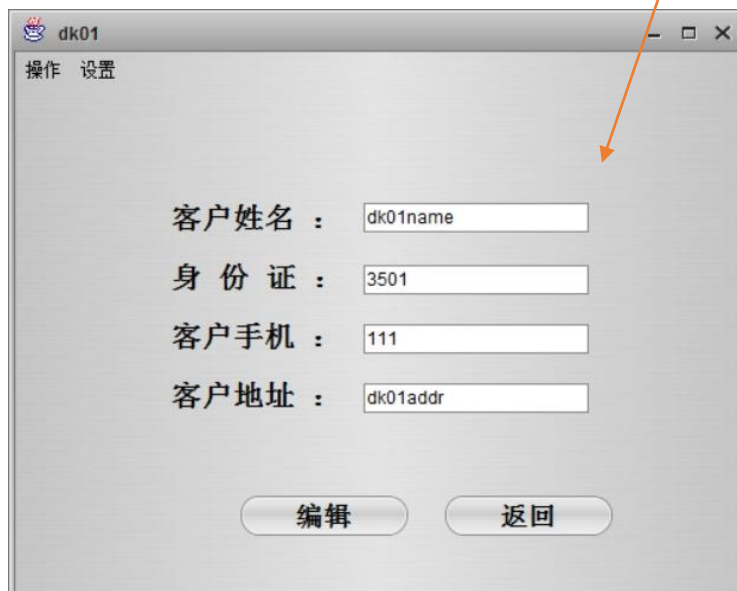 dk01
操作 设置
客户姓名 : dk01name
身 份 证 : 3501
客户手机 : 111
客户地址 : dk01addr
编辑 返回